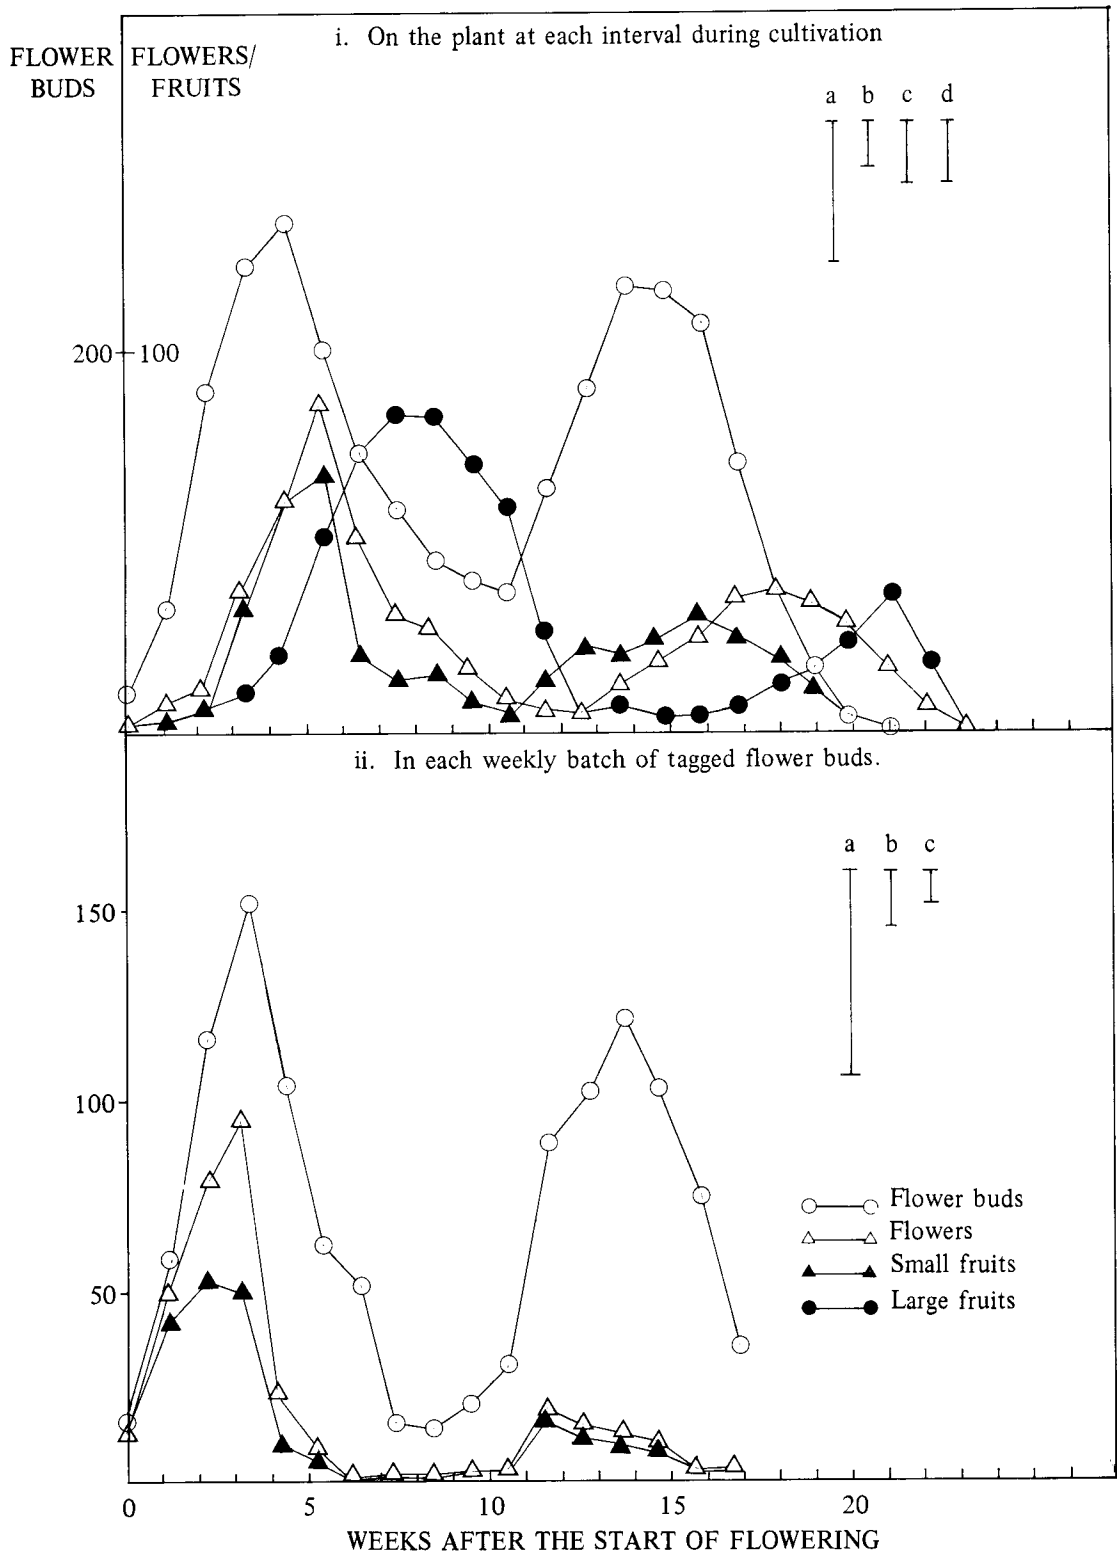 i. On the plant at each interval during cultivation
FLOWER BUDS
FLOWERS/ FRUITS
a b c d
200 100
ii. In each weekly batch of tagged flower buds.
a b c
150
100
50
Flower buds
Flowers
Small fruits
Large fruits
0 5 10 15 20
WEEKS AFTER THE START OF FLOWERING